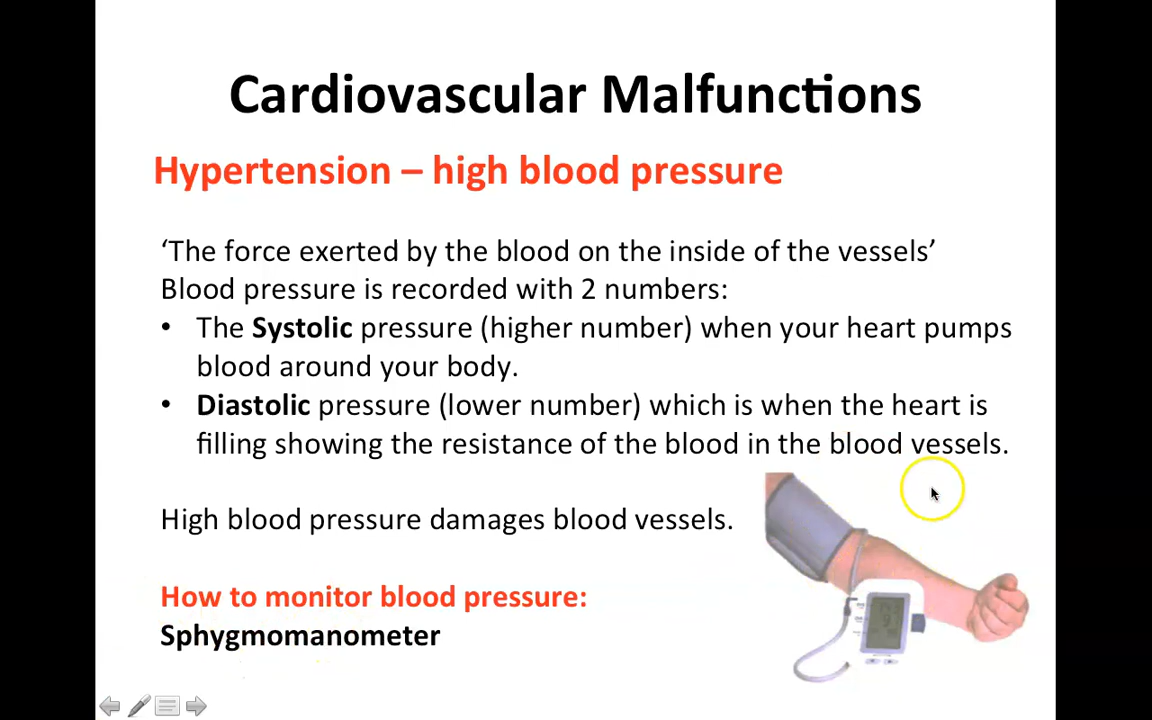 Cardiovascular Malfunctions
Hypertension – high blood pressure
‘The force exerted by the blood on the inside of the vessels’
Blood pressure is recorded with 2 numbers:
• The Systolic pressure (higher number) when your heart pumps
blood around your body.
• Diastolic pressure (lower number) which is when the heart is
filling showing the resistance of the blood in the blood vessels.
High blood pressure damages blood vessels.
How to monitor blood pressure:
Sphygmomanometer